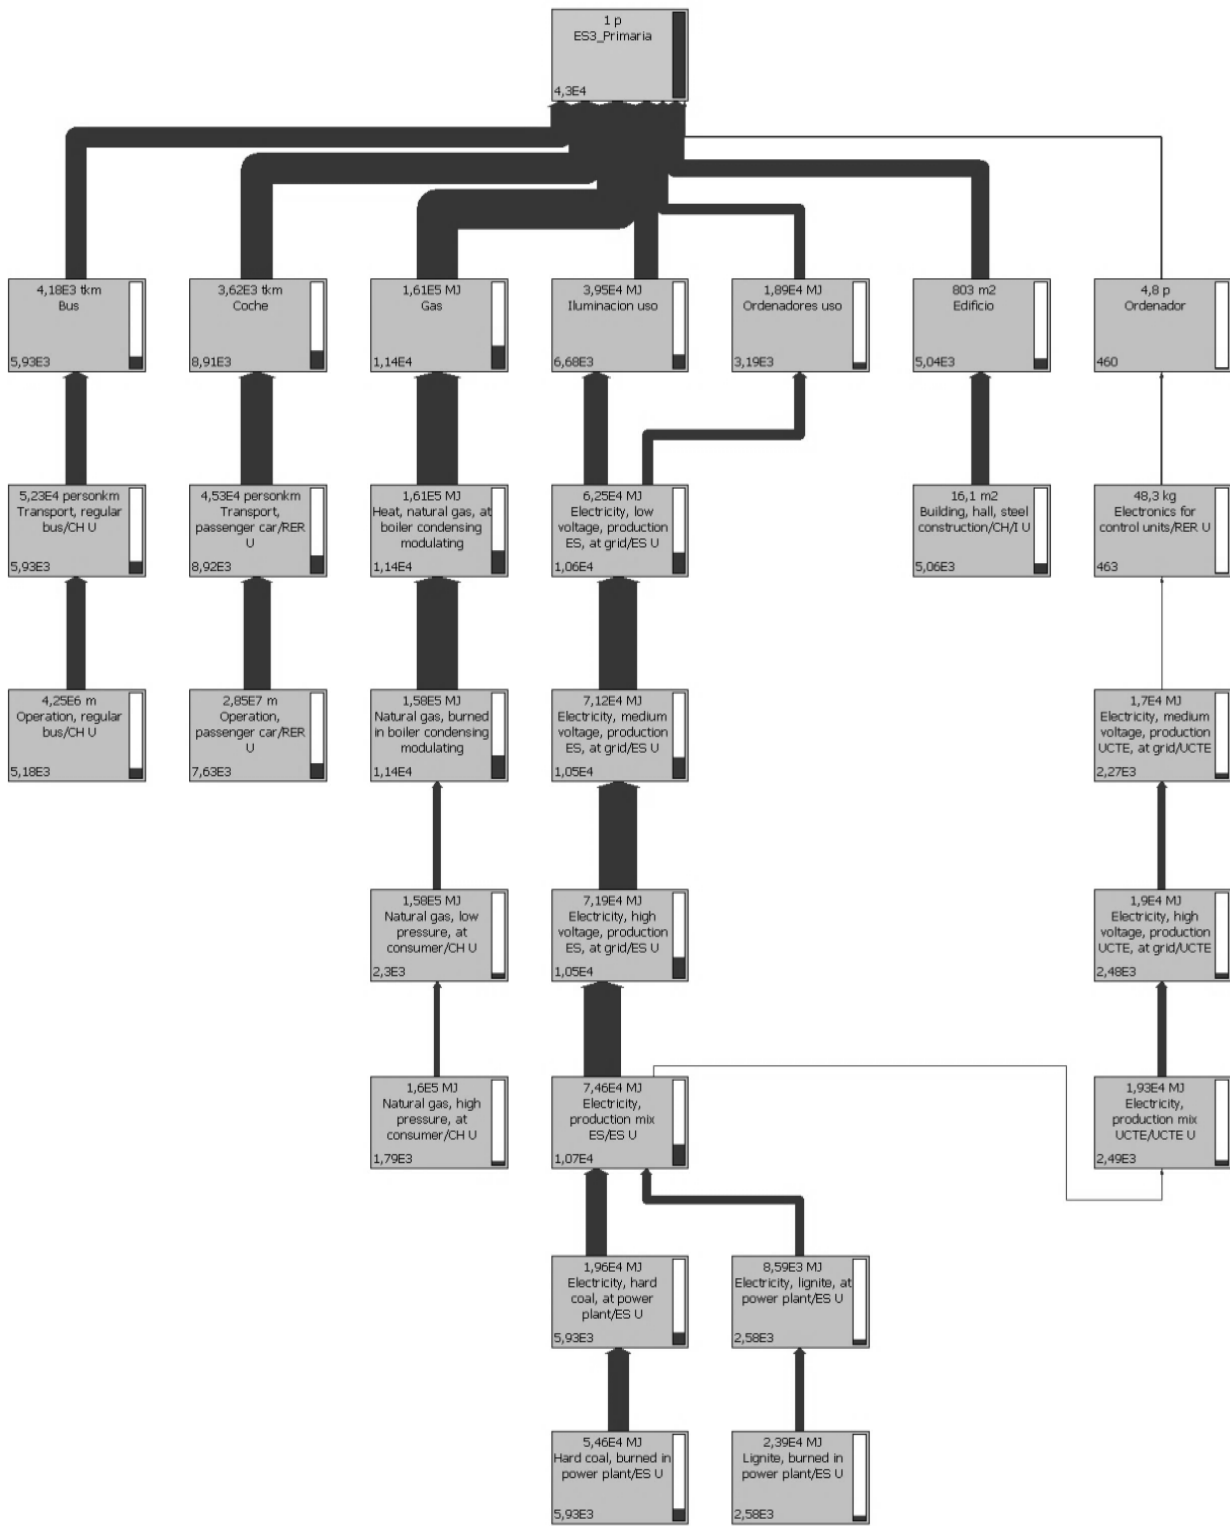 1 p
ES3_Primaria
4,3E4
4,18E3 tkm
Bus
5,93E3
3,62E3 tkm
Coche
8,91E3
1,61E5 MJ
Gas
1,14E4
3,95E4 MJ
Iluminacion uso
6,68E3
1,89E4 MJ
Ordenadores uso
3,19E3
803 m2
Edificio
5,04E3
4,8 p
Ordenador
460
5,23E4 personkm
Transport, regular
bus/CH U
5,93E3
4,53E4 personkm
Transport,
passenger car/RER
U
8,92E3
1,61E5 MJ
Heat, natural gas, at
boiler condensing
modulating
1,14E4
6,25E4 MJ
Electricity, low
voltage, production
ES, at grid/ES U
1,06E4
16,1 m2
Building, hall, steel
construction/CH/I U
5,06E3
48,3 kg
Electronics for
control units/RER U
463
4,25E6 m
Operation, regular
bus/CH U
5,18E3
2,85E7 m
Operation,
passenger car/RER
U
7,63E3
1,58E5 MJ
Natural gas, burned
in boiler condensing
modulating
1,14E4
7,12E4 MJ
Electricity, medium
voltage, production
ES, at grid/ES U
1,05E4
1,7E4 MJ
Electricity, medium
voltage, production
UCTE, at grid/UCTE
2,27E3
1,58E5 MJ
Natural gas, low
pressure, at
consumer/CH U
2,3E3
7,19E4 MJ
Electricity, high
voltage, production
ES, at grid/ES U
1,05E4
1,9E4 MJ
Electricity, high
voltage, production
UCTE, at grid/UCTE
2,48E3
1,6E5 MJ
Natural gas, high
pressure, at
consumer/CH U
1,79E3
7,46E4 MJ
Electricity,
production mix
ES/ES U
1,07E4
1,93E4 MJ
Electricity,
production mix
UCTE/UCTE U
2,49E3
1,96E4 MJ
Electricity, hard
coal, at power
plant/ES U
5,93E3
8,59E3 MJ
Electricity, lignite, at
power plant/ES U
2,58E3
5,46E4 MJ
Hard coal, burned in
power plant/ES U
5,93E3
2,39E4 MJ
Lignite, burned in
power plant/ES U
2,58E3